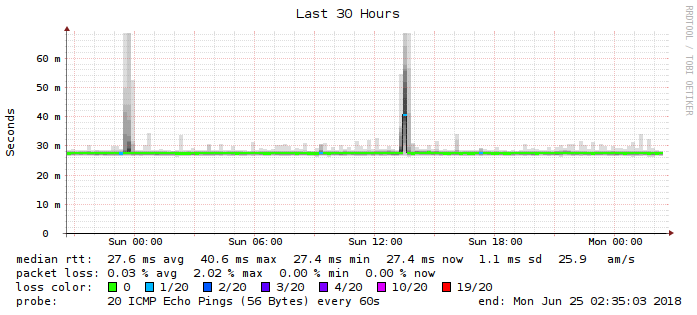 Last 30 Hours
RRDTOOL / TOBI OETIKER
Seconds
60 m
50 m
40 m
30 m
20 m
10 m
0
Sun 00:00 Sun 06:00 Sun 12:00 Sun 18:00 Mon 00:00
median rtt: 27.6 ms avg 40.6 ms max 27.4 ms min 27.4 ms now 1.1 ms sd 25.9 am/s
packet loss: 0.03 % avg 2.02 % max 0.00 % min 0.00 % now
loss color: 0 1/20 2/20 3/20 4/20 10/20 19/20
probe: 20 ICMP Echo Pings (56 Bytes) every 60s end: Mon Jun 25 02:35:03 2018